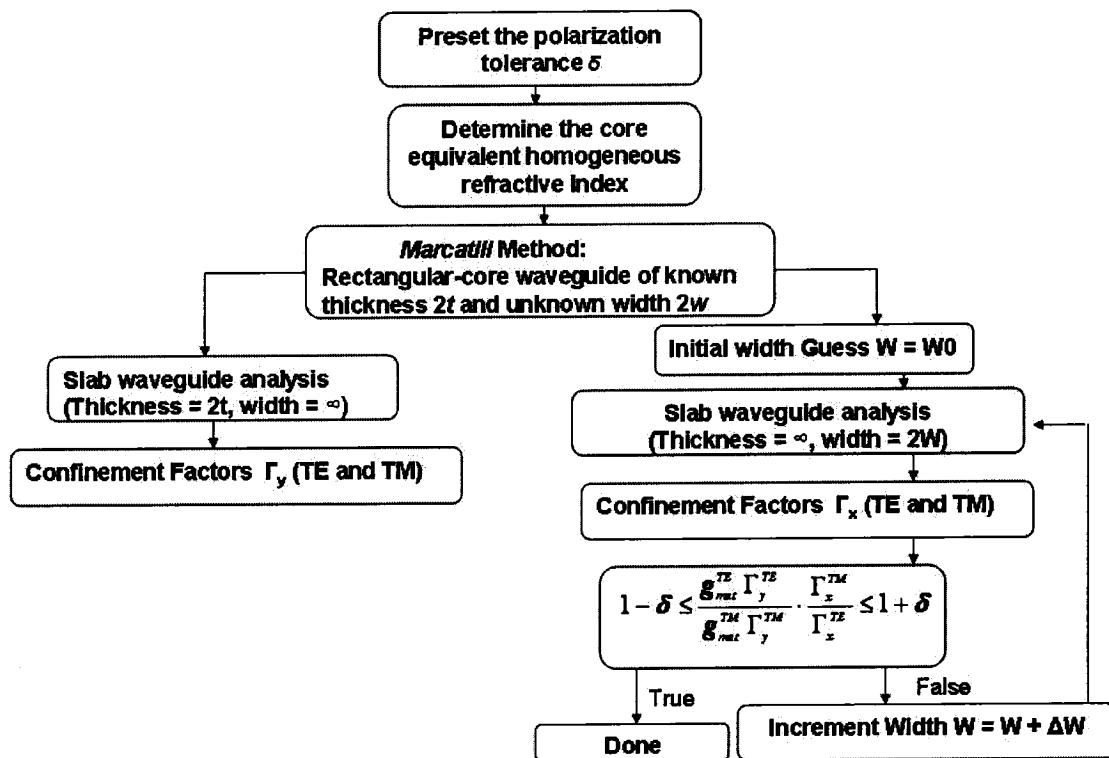 Preset the polarization
tolerance δ
Determine the core
equivalent homogeneous
refractive index
Marcatili Method:
Rectangular-core waveguide of known
thickness 2t and unknown width 2w
Slab waveguide analysis
(Thickness = 2t, width = ∞)
Confinement Factors Γ_y (TE and TM)
Initial width Guess W = W0
Slab waveguide analysis
(Thickness = ∞, width = 2W)
Confinement Factors Γ_x (TE and TM)
1 − δ ≤ (g_mat^TE Γ_y^TE)/(g_mat^TM Γ_y^TM) · Γ_x^TM/Γ_x^TE ≤ 1 + δ
True
False
Done
Increment Width W = W + ΔW